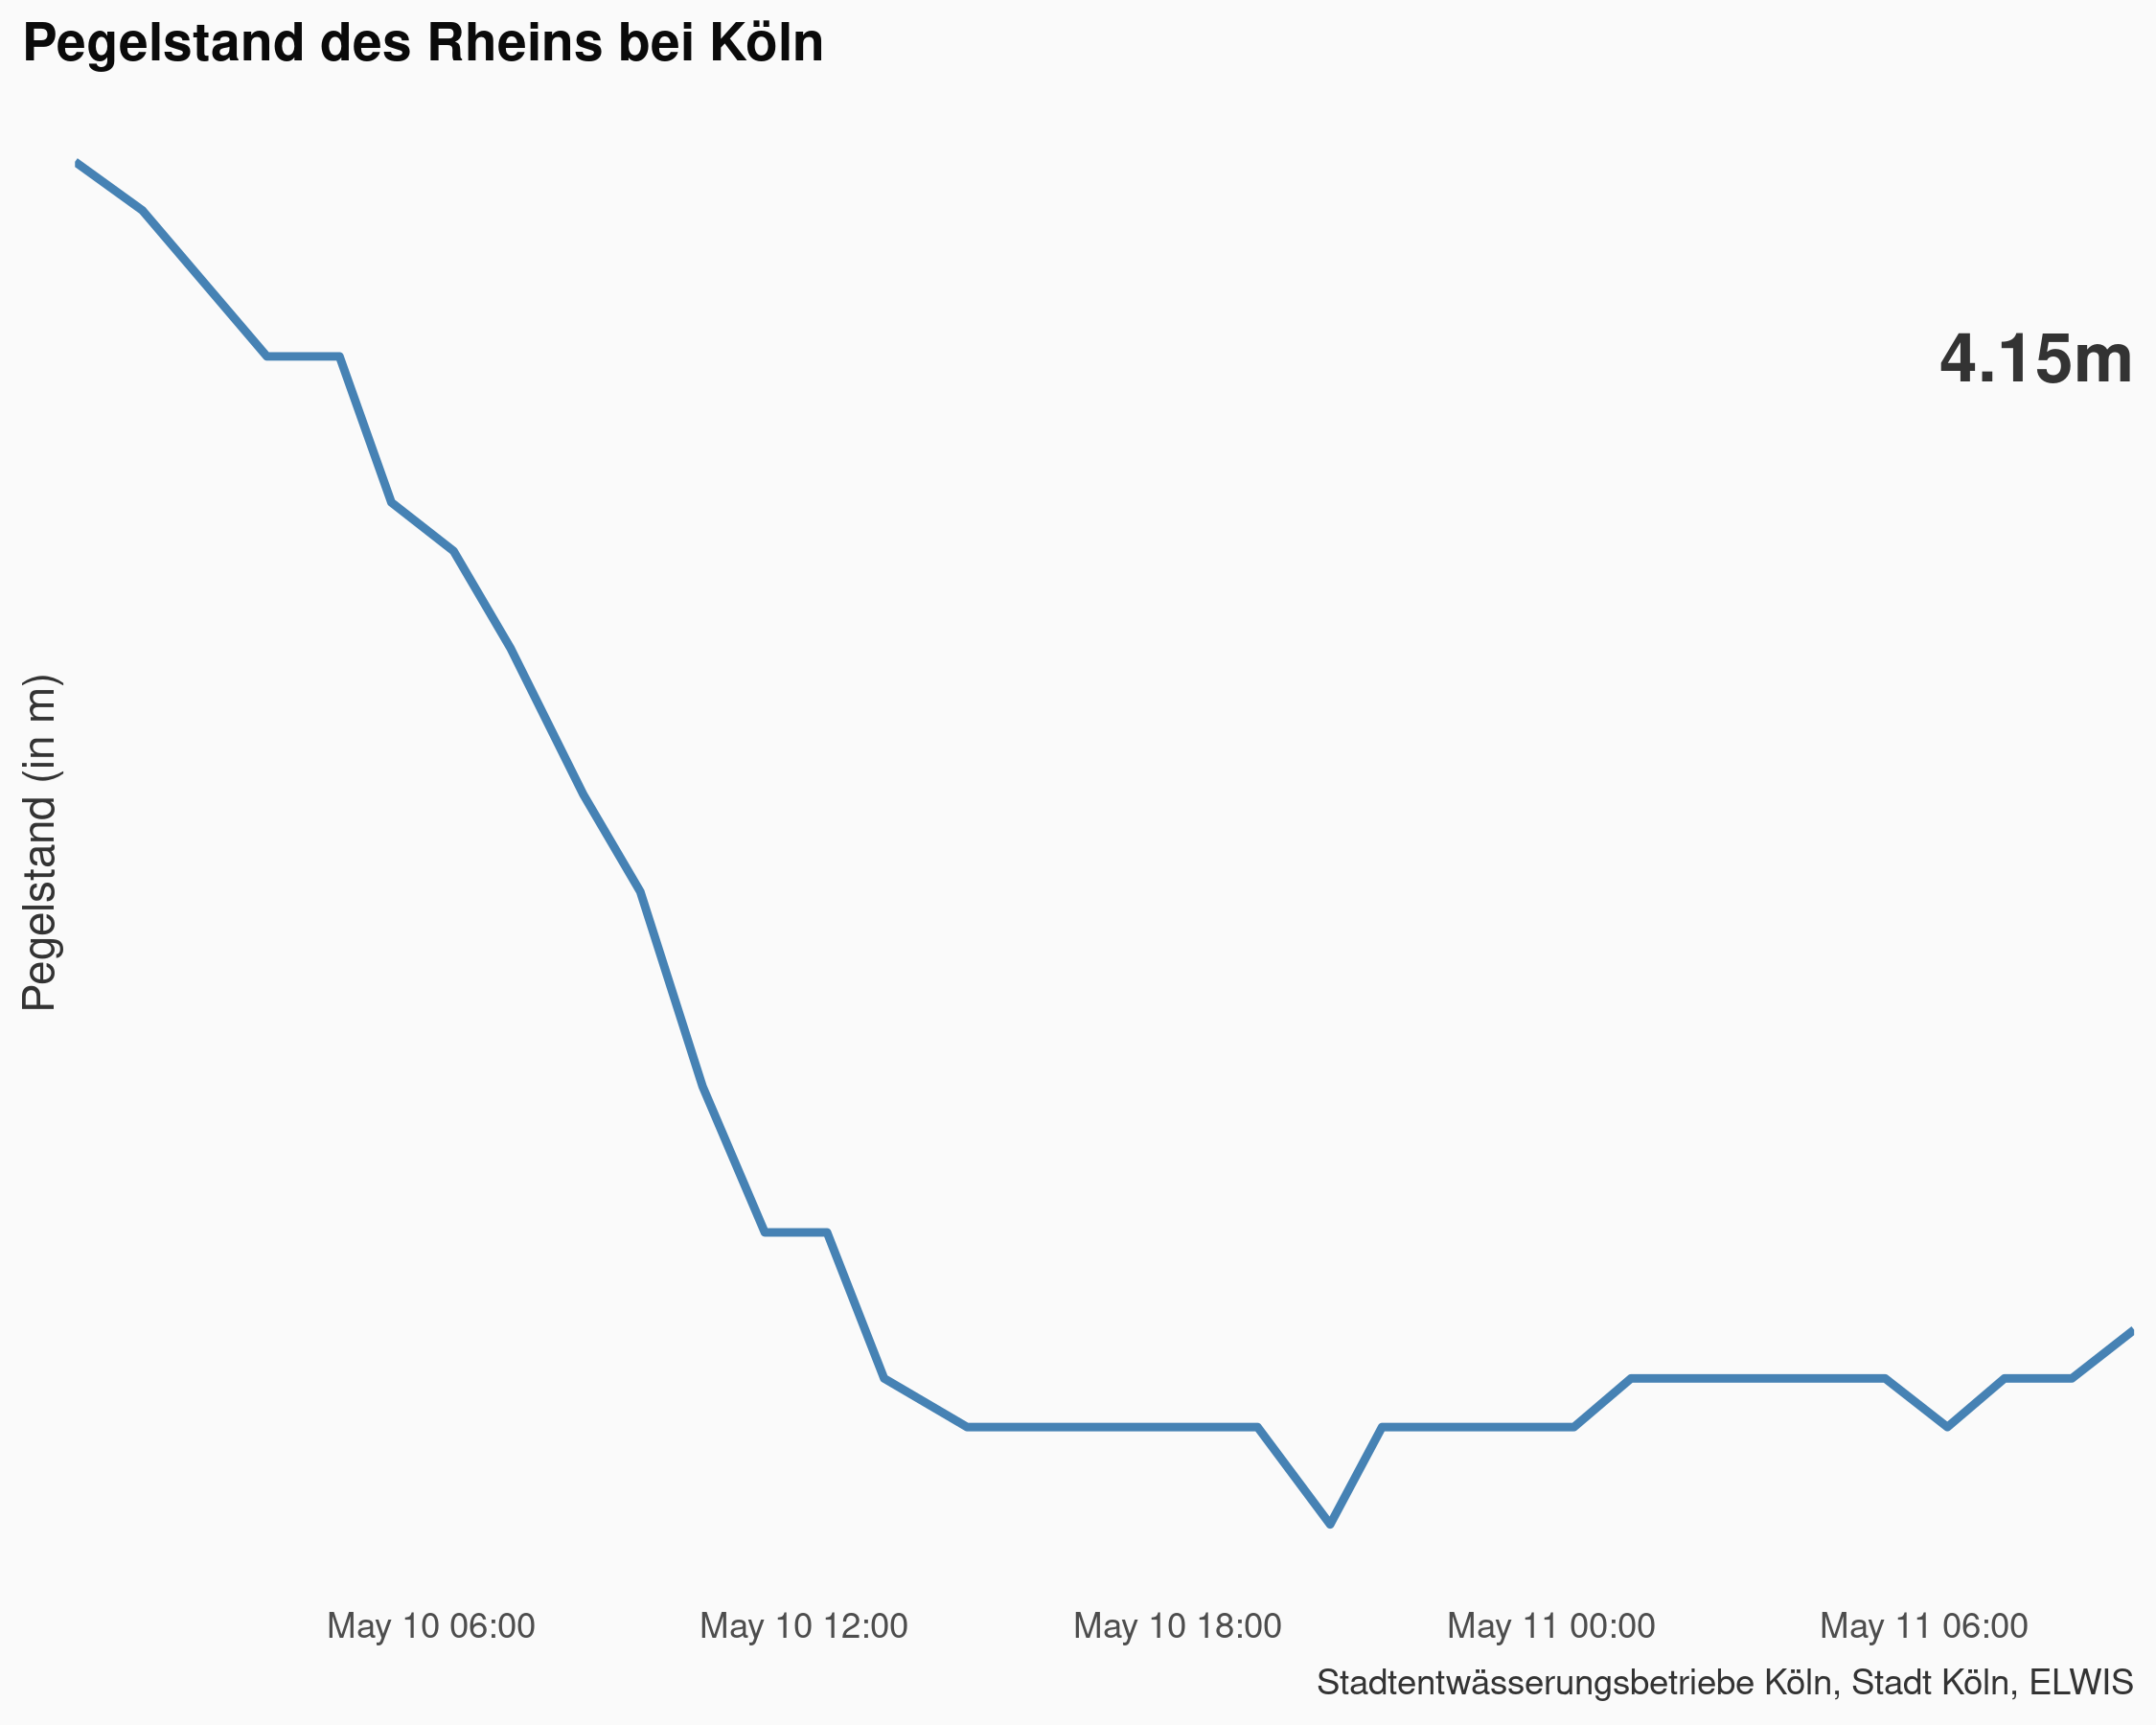 Pegelstand des Rheins bei Köln
4.15m
Pegelstand (in m)
May 10 06:00
May 10 12:00
May 10 18:00
May 11 00:00
May 11 06:00
Stadtentwässerungsbetriebe Köln, Stadt Köln, ELWIS